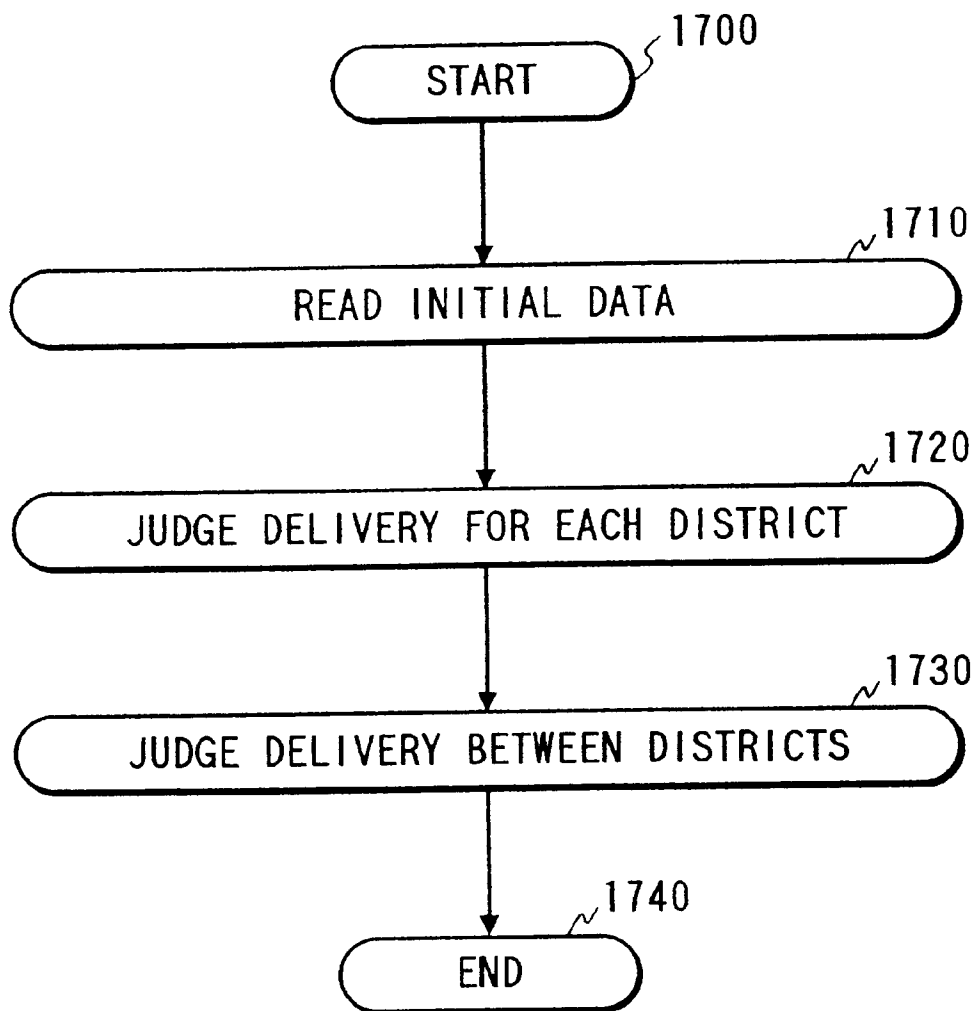 1700
START
1710
READ INITIAL DATA
1720
JUDGE DELIVERY FOR EACH DISTRICT
1730
JUDGE DELIVERY BETWEEN DISTRICTS
1740
END